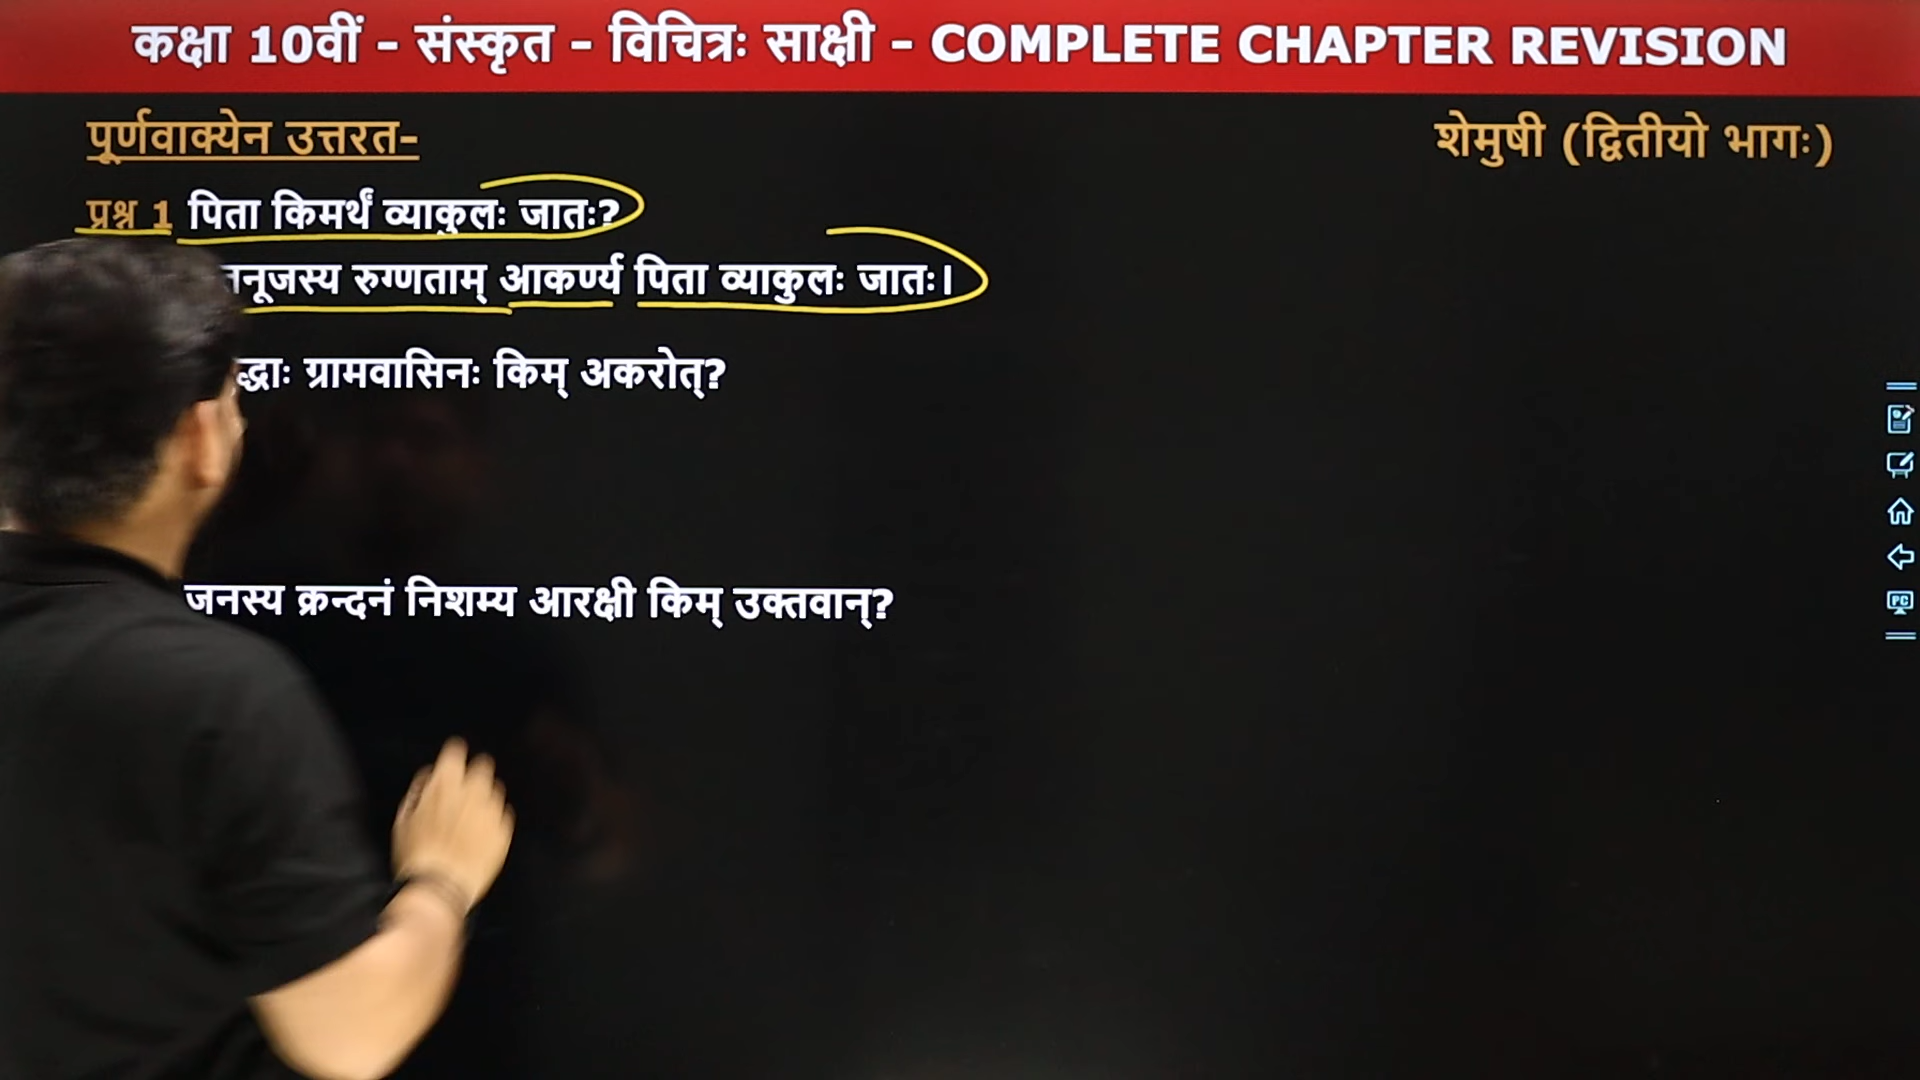 कक्षा 10वीं - संस्कृत - विचित्रः साक्षी - COMPLETE CHAPTER REVISION
पूर्णवाक्येन उत्तरत-
शेमुषी (द्वितीयो भागः)
प्रश्न 1 पिता किमर्थं व्याकुलः जातः?
रुग्णताम् आकर्ण्य पिता व्याकुलः जातः।
ग्रामवासिनः किम् अकरोत्?
जनस्य क्रन्दनं निशम्य आरक्षी किम् उक्तवान्?
PC